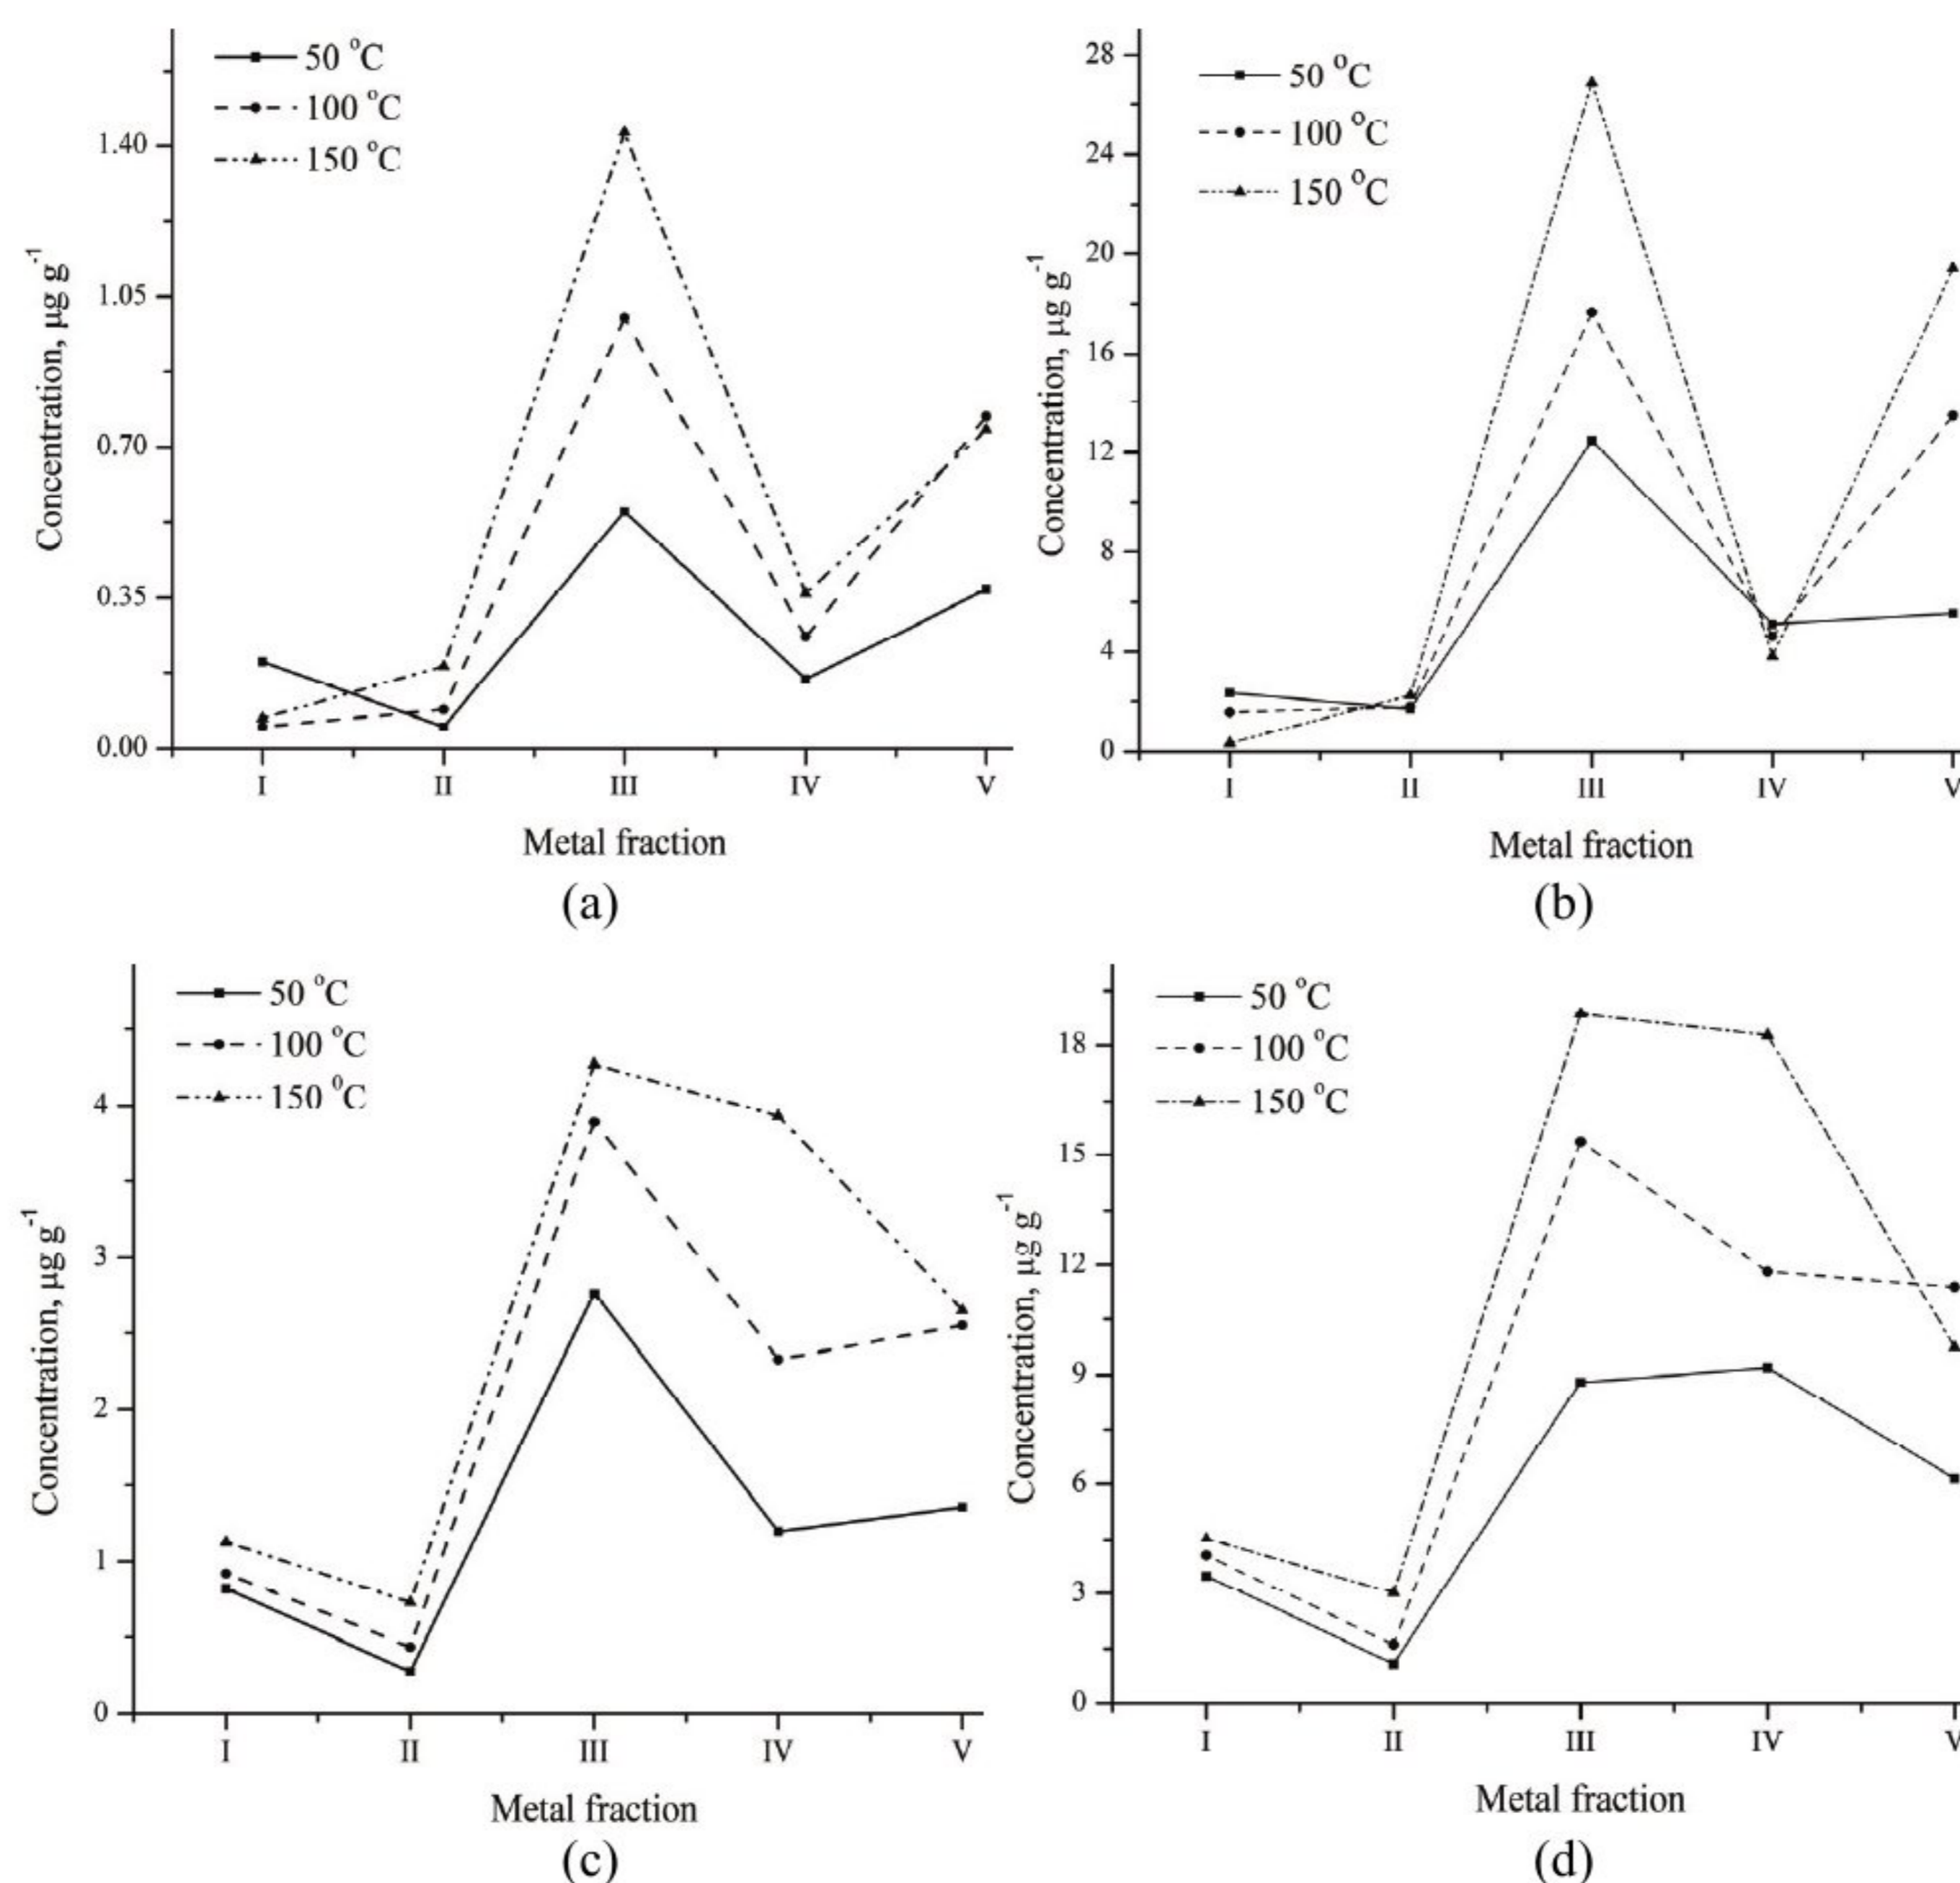 50 °C
100 °C
150 °C
1.40
1.05
0.70
0.35
0.00
Concentration, µg g-1
I II III IV V
Metal fraction
(a)
50 °C
100 °C
150 °C
28
24
20
16
12
8
4
0
Concentration, µg g-1
I II III IV V
Metal fraction
(b)
50 °C
100 °C
150 °C
4
3
2
1
0
Concentration, µg g-1
I II III IV V
Metal fraction
(c)
50 °C
100 °C
150 °C
18
15
12
9
6
3
0
Concentration, µg g-1
I II III IV V
Metal fraction
(d)